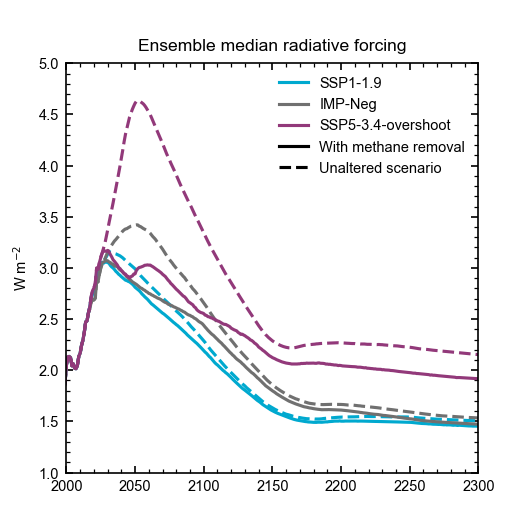 Ensemble median radiative forcing
5.0
4.5
4.0
3.5
3.0
2.5
2.0
1.5
1.0
W m⁻²
SSP1-1.9
IMP-Neg
SSP5-3.4-overshoot
With methane removal
Unaltered scenario
2000 2050 2100 2150 2200 2250 2300